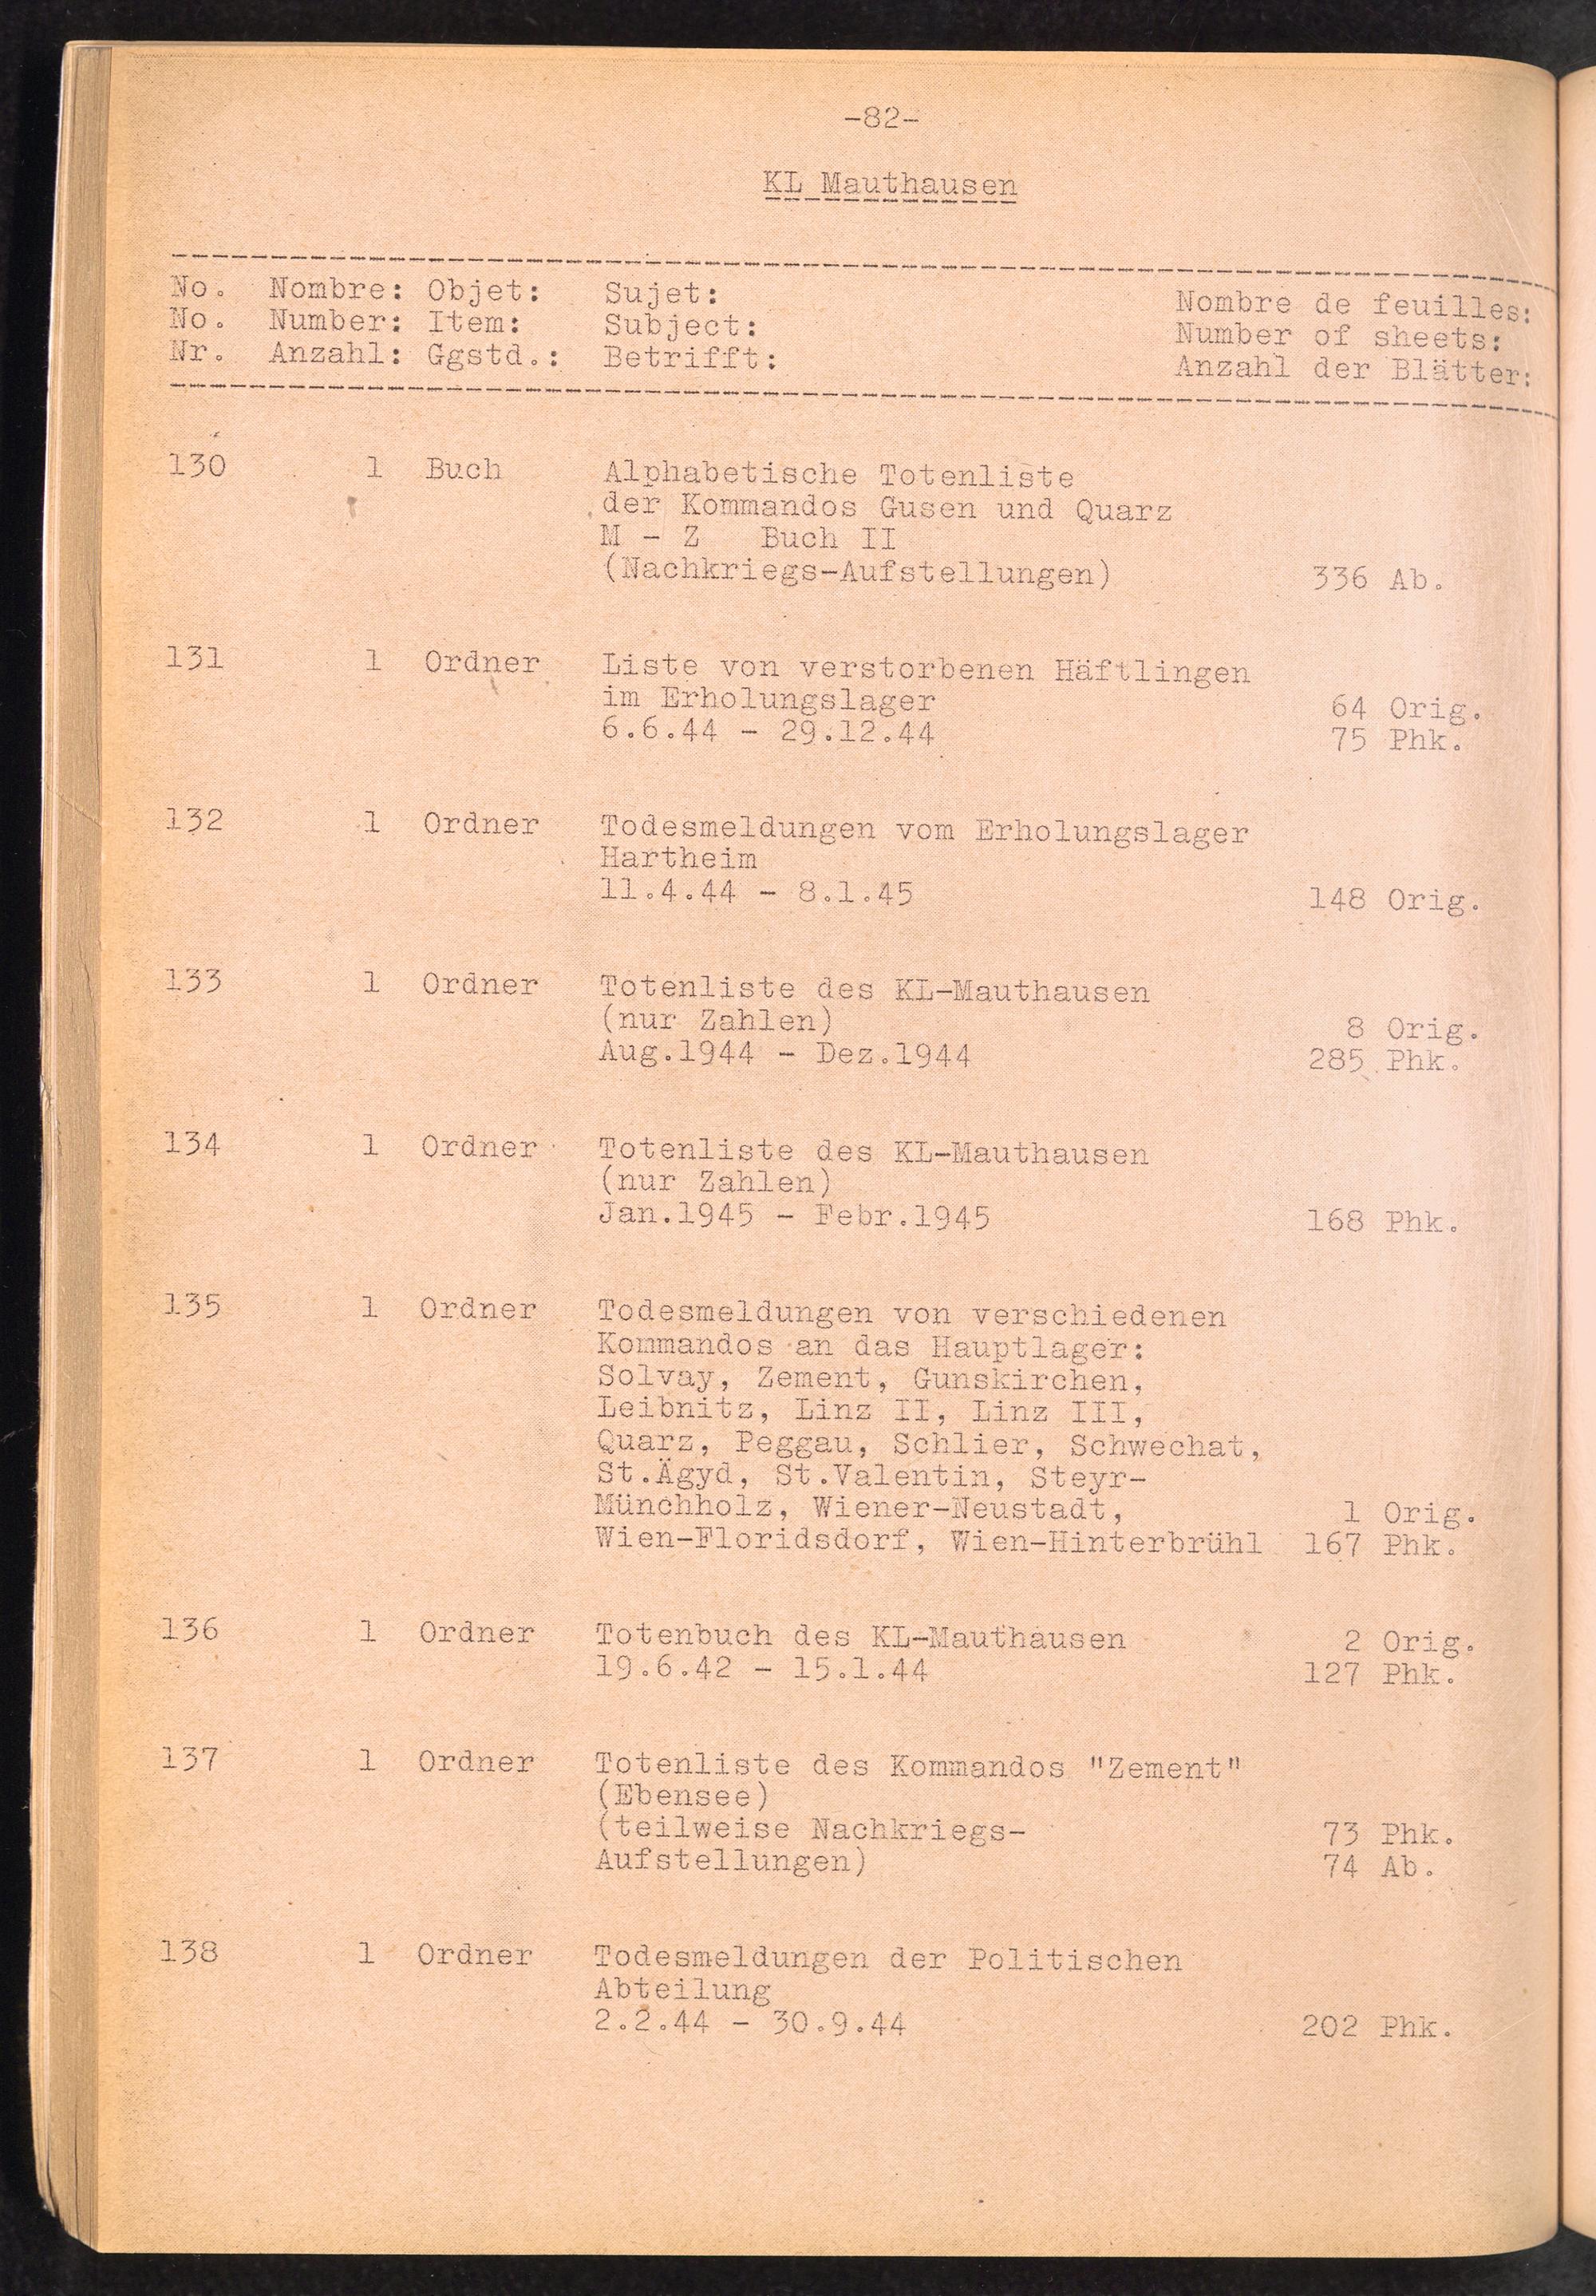 -82-
KL Mauthausen
No. Nombre: Objet: Sujet: Nombre de feuilles:
No. Number: Item: Subject: Number of sheets:
Nr. Anzahl: Ggstd.: Betrifft: Anzahl der Blätter:
130 1 Buch Alphabetische Totenliste
der Kommandos Gusen und Quarz
M - Z Buch II
(Nachkriegs-Aufstellungen) 336 Ab.
131 1 Ordner Liste von verstorbenen Häftlingen
im Erholungslager 64 Orig.
6.6.44 - 29.12.44 75 Phk.
132 1 Ordner Todesmeldungen vom Erholungslager
Hartheim
11.4.44 - 8.1.45 148 Orig.
133 1 Ordner Totenliste des KL-Mauthausen
(nur Zahlen) 8 Orig.
Aug.1944 - Dez.1944 285 Phk.
134 1 Ordner Totenliste des KL-Mauthausen
(nur Zahlen)
Jan.1945 - Febr.1945 168 Phk.
135 1 Ordner Todesmeldungen von verschiedenen
Kommandos an das Hauptlager:
Solvay, Zement, Gunskirchen,
Leibnitz, Linz II, Linz III,
Quarz, Peggau, Schlier, Schwechat,
St.Ägyd, St.Valentin, Steyr-
Münchholz, Wiener-Neustadt, 1 Orig.
Wien-Floridsdorf, Wien-Hinterbrühl 167 Phk.
136 1 Ordner Totenbuch des KL-Mauthausen 2 Orig.
19.6.42 - 15.1.44 127 Phk.
137 1 Ordner Totenliste des Kommandos "Zement"
(Ebensee)
(teilweise Nachkriegs- 73 Phk.
Aufstellungen) 74 Ab.
138 1 Ordner Todesmeldungen der Politischen
Abteilung
2.2.44 - 30.9.44 202 Phk.